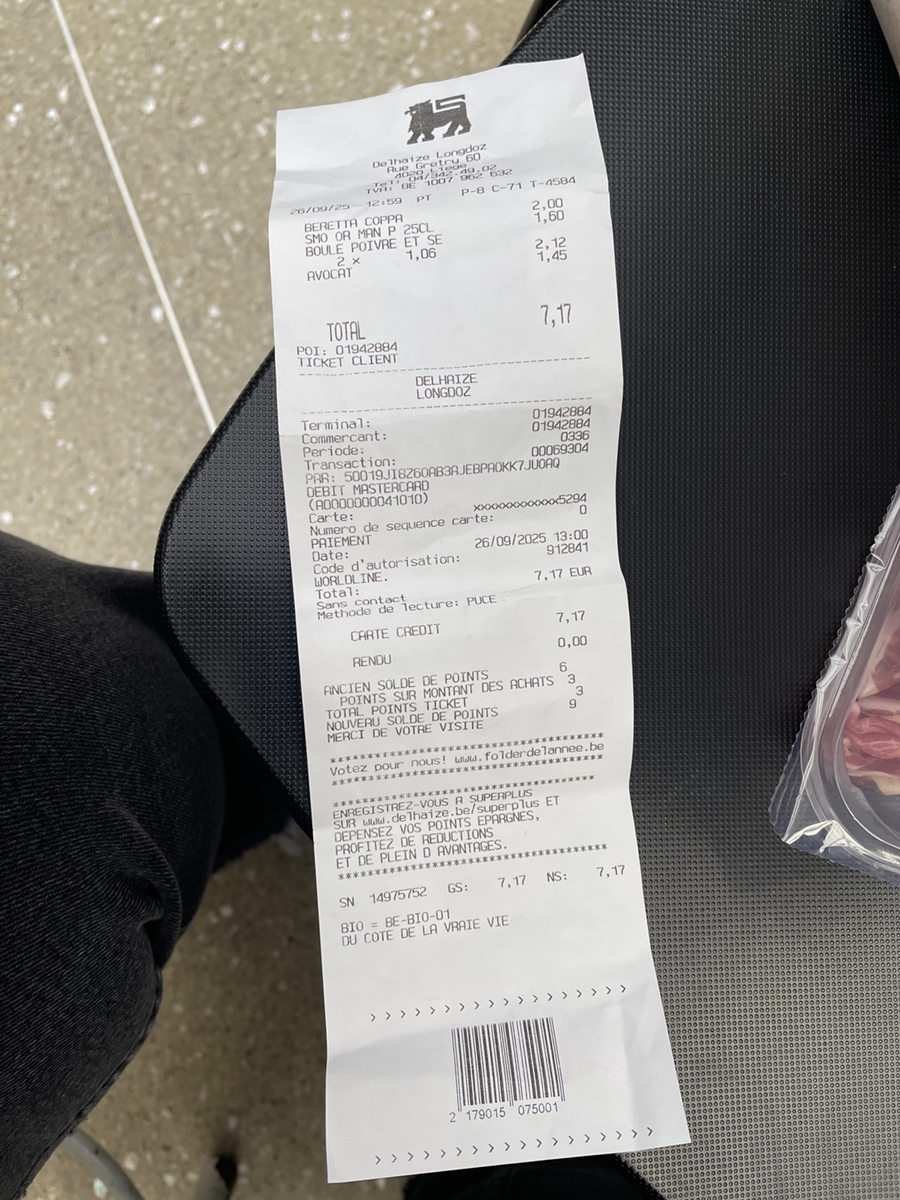 Delhaize Longdoz
Rue Gretry 60
4020 Liege
Tel: 04/342.49.02
TVA: BE 1007 962 632
26/09/25 12:59 PT P-8 C-71 T-4584
BERETTA COPPA 2,00
SMO OR MAN P 25CL 1,60
BOULE POIVRE ET SE
2 x 1,06 2,12
AVOCAT 1,45
TOTAL 7,17
POI: 01942884
TICKET CLIENT
DELHAIZE
LONGDOZ
Terminal: 01942884
Commercant: 01942884
Periode: 0336
Transaction: 00069304
PAR: 50019JI8Z60AB3AJEBPA0KK7JU0AQ
DEBIT MASTERCARD
(A0000000041010)
Carte: xxxxxxxxxxxx5294
Numero de sequence carte: 0
PAIEMENT
Date: 26/09/2025 13:00
Code d'autorisation: 912841
WORLDLINE.
Total: 7,17 EUR
Sans contact
Methode de lecture: PUCE
CARTE CREDIT 7,17
RENDU 0,00
ANCIEN SOLDE DE POINTS 6
POINTS SUR MONTANT DES ACHATS 3
TOTAL POINTS TICKET 3
NOUVEAU SOLDE DE POINTS 9
MERCI DE VOTRE VISITE
***********************************
Votez pour nous! www.folderdelannee.be
***********************************
***********************************
ENREGISTREZ-VOUS A SUPERPLUS
SUR www.delhaize.be/superplus ET
DEPENSEZ VOS POINTS EPARGNES,
PROFITEZ DE REDUCTIONS
ET DE PLEIN D AVANTAGES.
***********************************
SN 14975752 GS: 7,17 NS: 7,17
BIO = BE-BIO-01
DU COTE DE LA VRAIE VIE
> > > > > > > > > > > > > > > > >
2 179015 075001
> > > > > > > > > > > > > > > > >